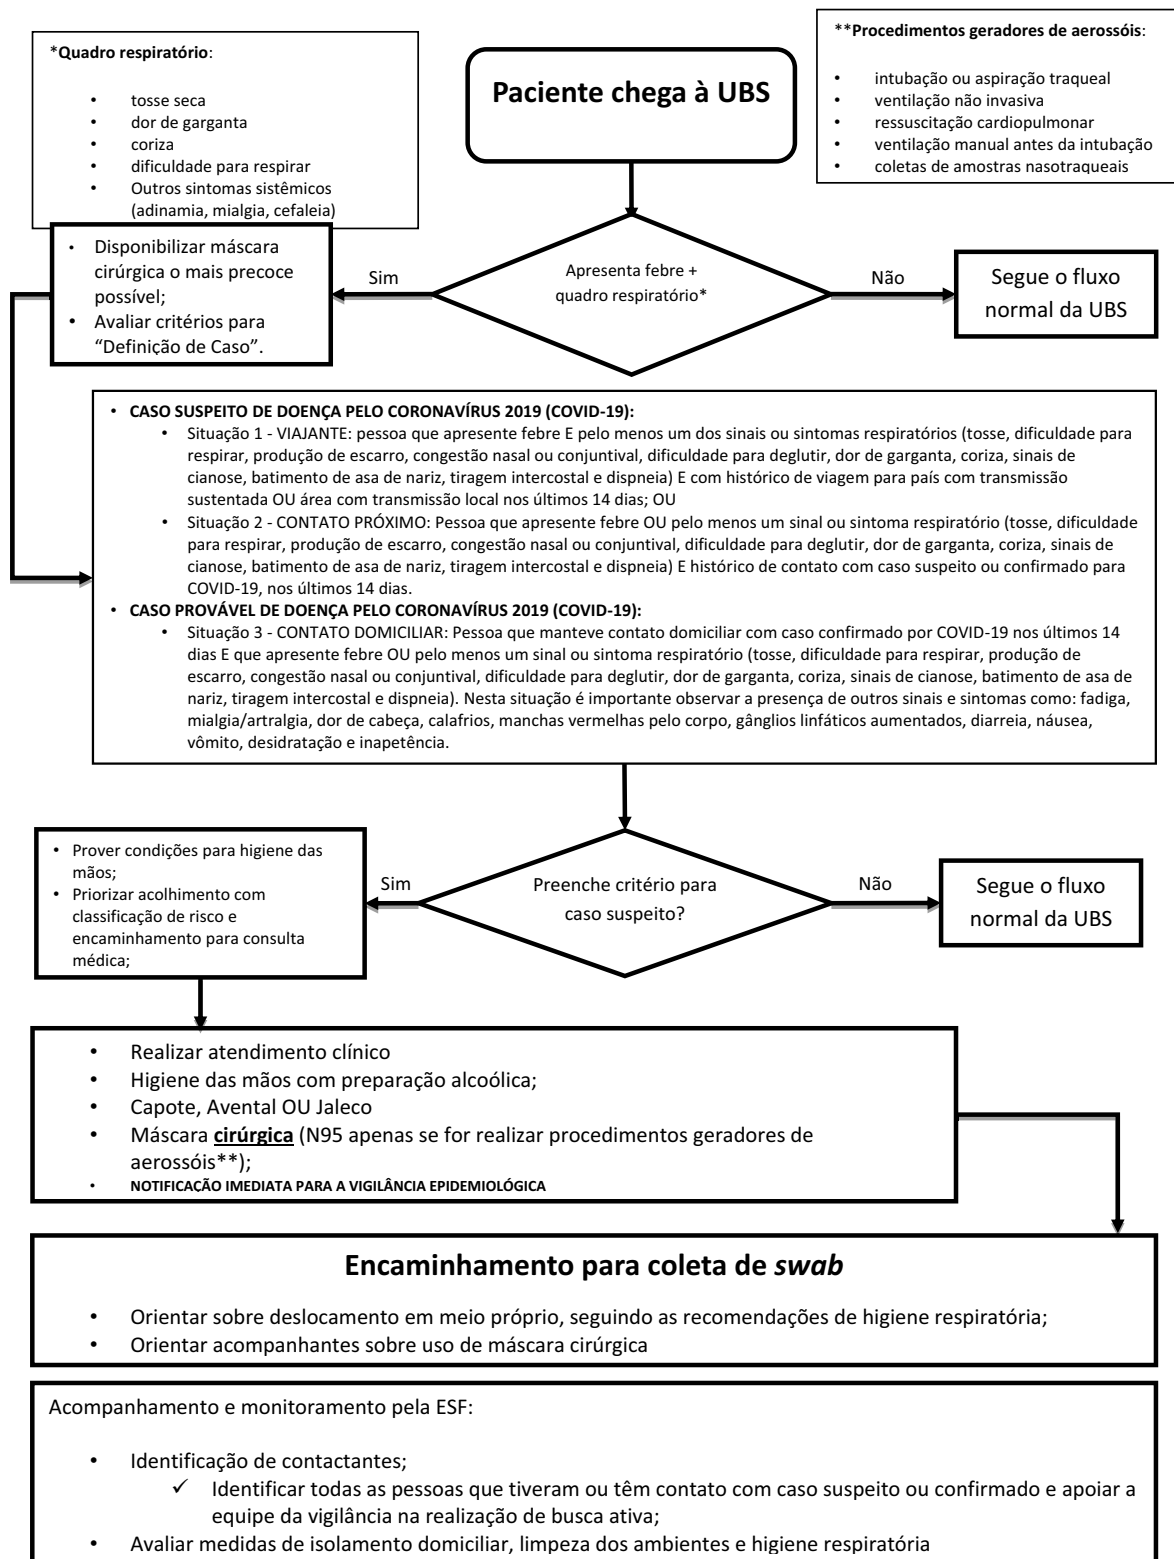 *Quadro respiratório:
• tosse seca
• dor de garganta
• coriza
• dificuldade para respirar
• Outros sintomas sistêmicos
(adinamia, mialgia, cefaleia)
Paciente chega à UBS
**Procedimentos geradores de aerossóis:
• intubação ou aspiração traqueal
• ventilação não invasiva
• ressuscitação cardiopulmonar
• ventilação manual antes da intubação
• coletas de amostras nasotraqueais
• Disponibilizar máscara
cirúrgica o mais precoce
possível;
• Avaliar critérios para
“Definição de Caso”.
Sim
Apresenta febre +
quadro respiratório*
Não
Segue o fluxo
normal da UBS
• CASO SUSPEITO DE DOENÇA PELO CORONAVÍRUS 2019 (COVID-19):
• Situação 1 - VIAJANTE: pessoa que apresente febre E pelo menos um dos sinais ou sintomas respiratórios (tosse, dificuldade para
respirar, produção de escarro, congestão nasal ou conjuntival, dificuldade para deglutir, dor de garganta, coriza, sinais de
cianose, batimento de asa de nariz, tiragem intercostal e dispneia) E com histórico de viagem para país com transmissão
sustentada OU área com transmissão local nos últimos 14 dias; OU
• Situação 2 - CONTATO PRÓXIMO: Pessoa que apresente febre OU pelo menos um sinal ou sintoma respiratório (tosse, dificuldade
para respirar, produção de escarro, congestão nasal ou conjuntival, dificuldade para deglutir, dor de garganta, coriza, sinais de
cianose, batimento de asa de nariz, tiragem intercostal e dispneia) E histórico de contato com caso suspeito ou confirmado para
COVID-19, nos últimos 14 dias.
• CASO PROVÁVEL DE DOENÇA PELO CORONAVÍRUS 2019 (COVID-19):
• Situação 3 - CONTATO DOMICILIAR: Pessoa que manteve contato domiciliar com caso confirmado por COVID-19 nos últimos 14
dias E que apresente febre OU pelo menos um sinal ou sintoma respiratório (tosse, dificuldade para respirar, produção de
escarro, congestão nasal ou conjuntival, dificuldade para deglutir, dor de garganta, coriza, sinais de cianose, batimento de asa de
nariz, tiragem intercostal e dispneia). Nesta situação é importante observar a presença de outros sinais e sintomas como: fadiga,
mialgia/artralgia, dor de cabeça, calafrios, manchas vermelhas pelo corpo, gânglios linfáticos aumentados, diarreia, náusea,
vômito, desidratação e inapetência.
• Prover condições para higiene das
mãos;
• Priorizar acolhimento com
classificação de risco e
encaminhamento para consulta
médica;
Sim
Preenche critério para
caso suspeito?
Não
Segue o fluxo
normal da UBS
• Realizar atendimento clínico
• Higiene das mãos com preparação alcoólica;
• Capote, Avental OU Jaleco
• Máscara cirúrgica (N95 apenas se for realizar procedimentos geradores de
aerossóis**);
• NOTIFICAÇÃO IMEDIATA PARA A VIGILÂNCIA EPIDEMIOLÓGICA
Encaminhamento para coleta de swab
• Orientar sobre deslocamento em meio próprio, seguindo as recomendações de higiene respiratória;
• Orientar acompanhantes sobre uso de máscara cirúrgica
Acompanhamento e monitoramento pela ESF:
• Identificação de contactantes;
✓ Identificar todas as pessoas que tiveram ou têm contato com caso suspeito ou confirmado e apoiar a
equipe da vigilância na realização de busca ativa;
• Avaliar medidas de isolamento domiciliar, limpeza dos ambientes e higiene respiratória